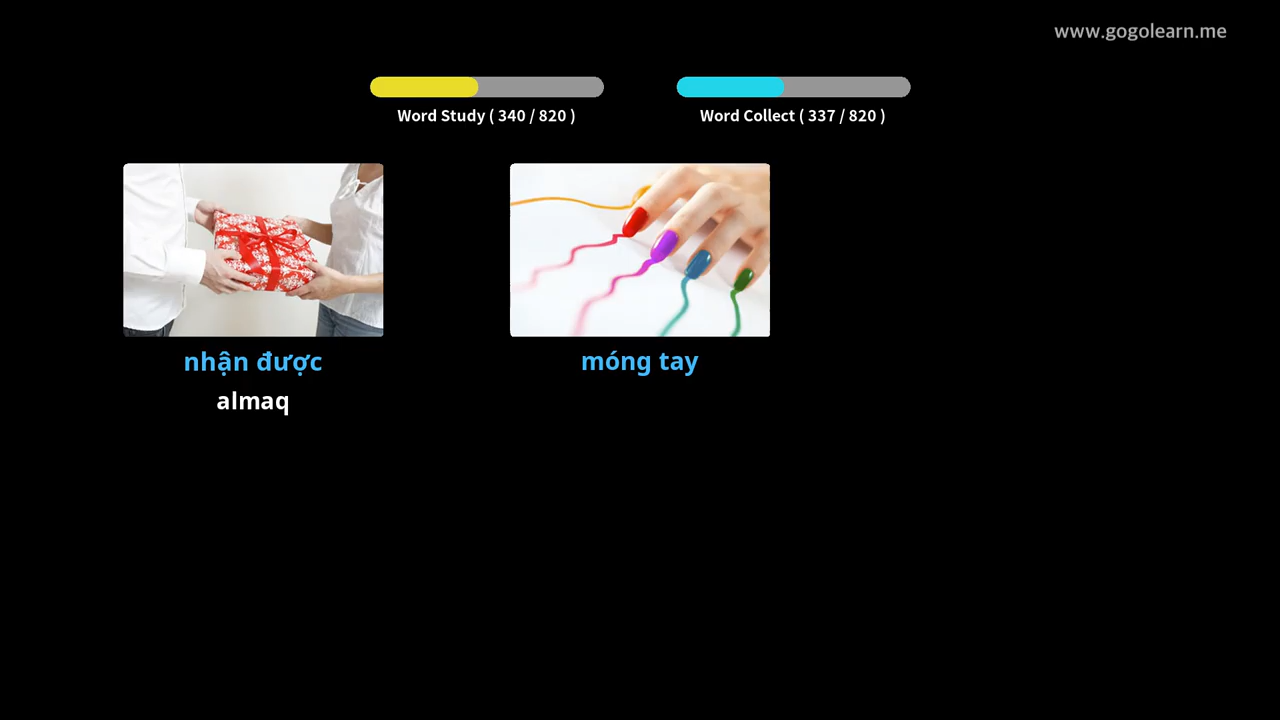 www.gogolearn.me
Word Study ( 340 / 820 )
Word Collect ( 337 / 820 )
nhận được
almaq
móng tay